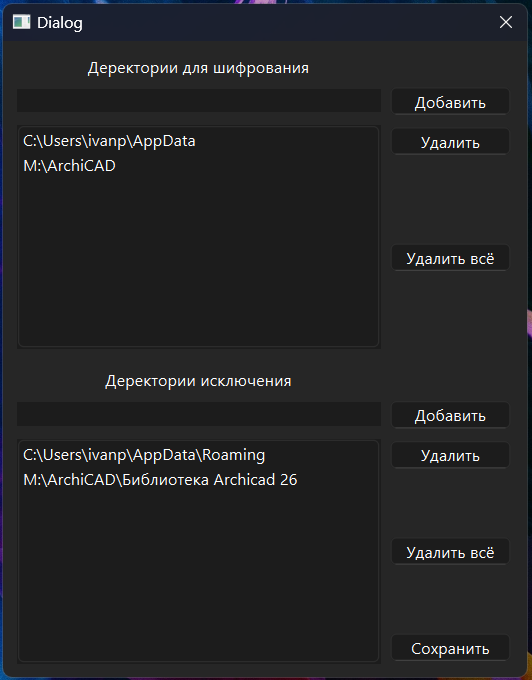 Dialog
Деректории для шифрования
Добавить
C:\Users\ivanp\AppData
M:\ArchiCAD
Удалить
Удалить всё
Деректории исключения
Добавить
C:\Users\ivanp\AppData\Roaming
M:\ArchiCAD\Библиотека Archicad 26
Удалить
Удалить всё
Сохранить